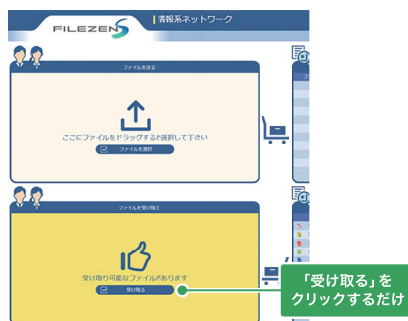 FILEZEN S
情報系ネットワーク
ファイルを送る
ここにファイルをドラッグするか選択して下さい
ファイルを選択
ファイルを受け取る
受け取り可能なファイルがあります
受け取る
「受け取る」を
クリックするだけ